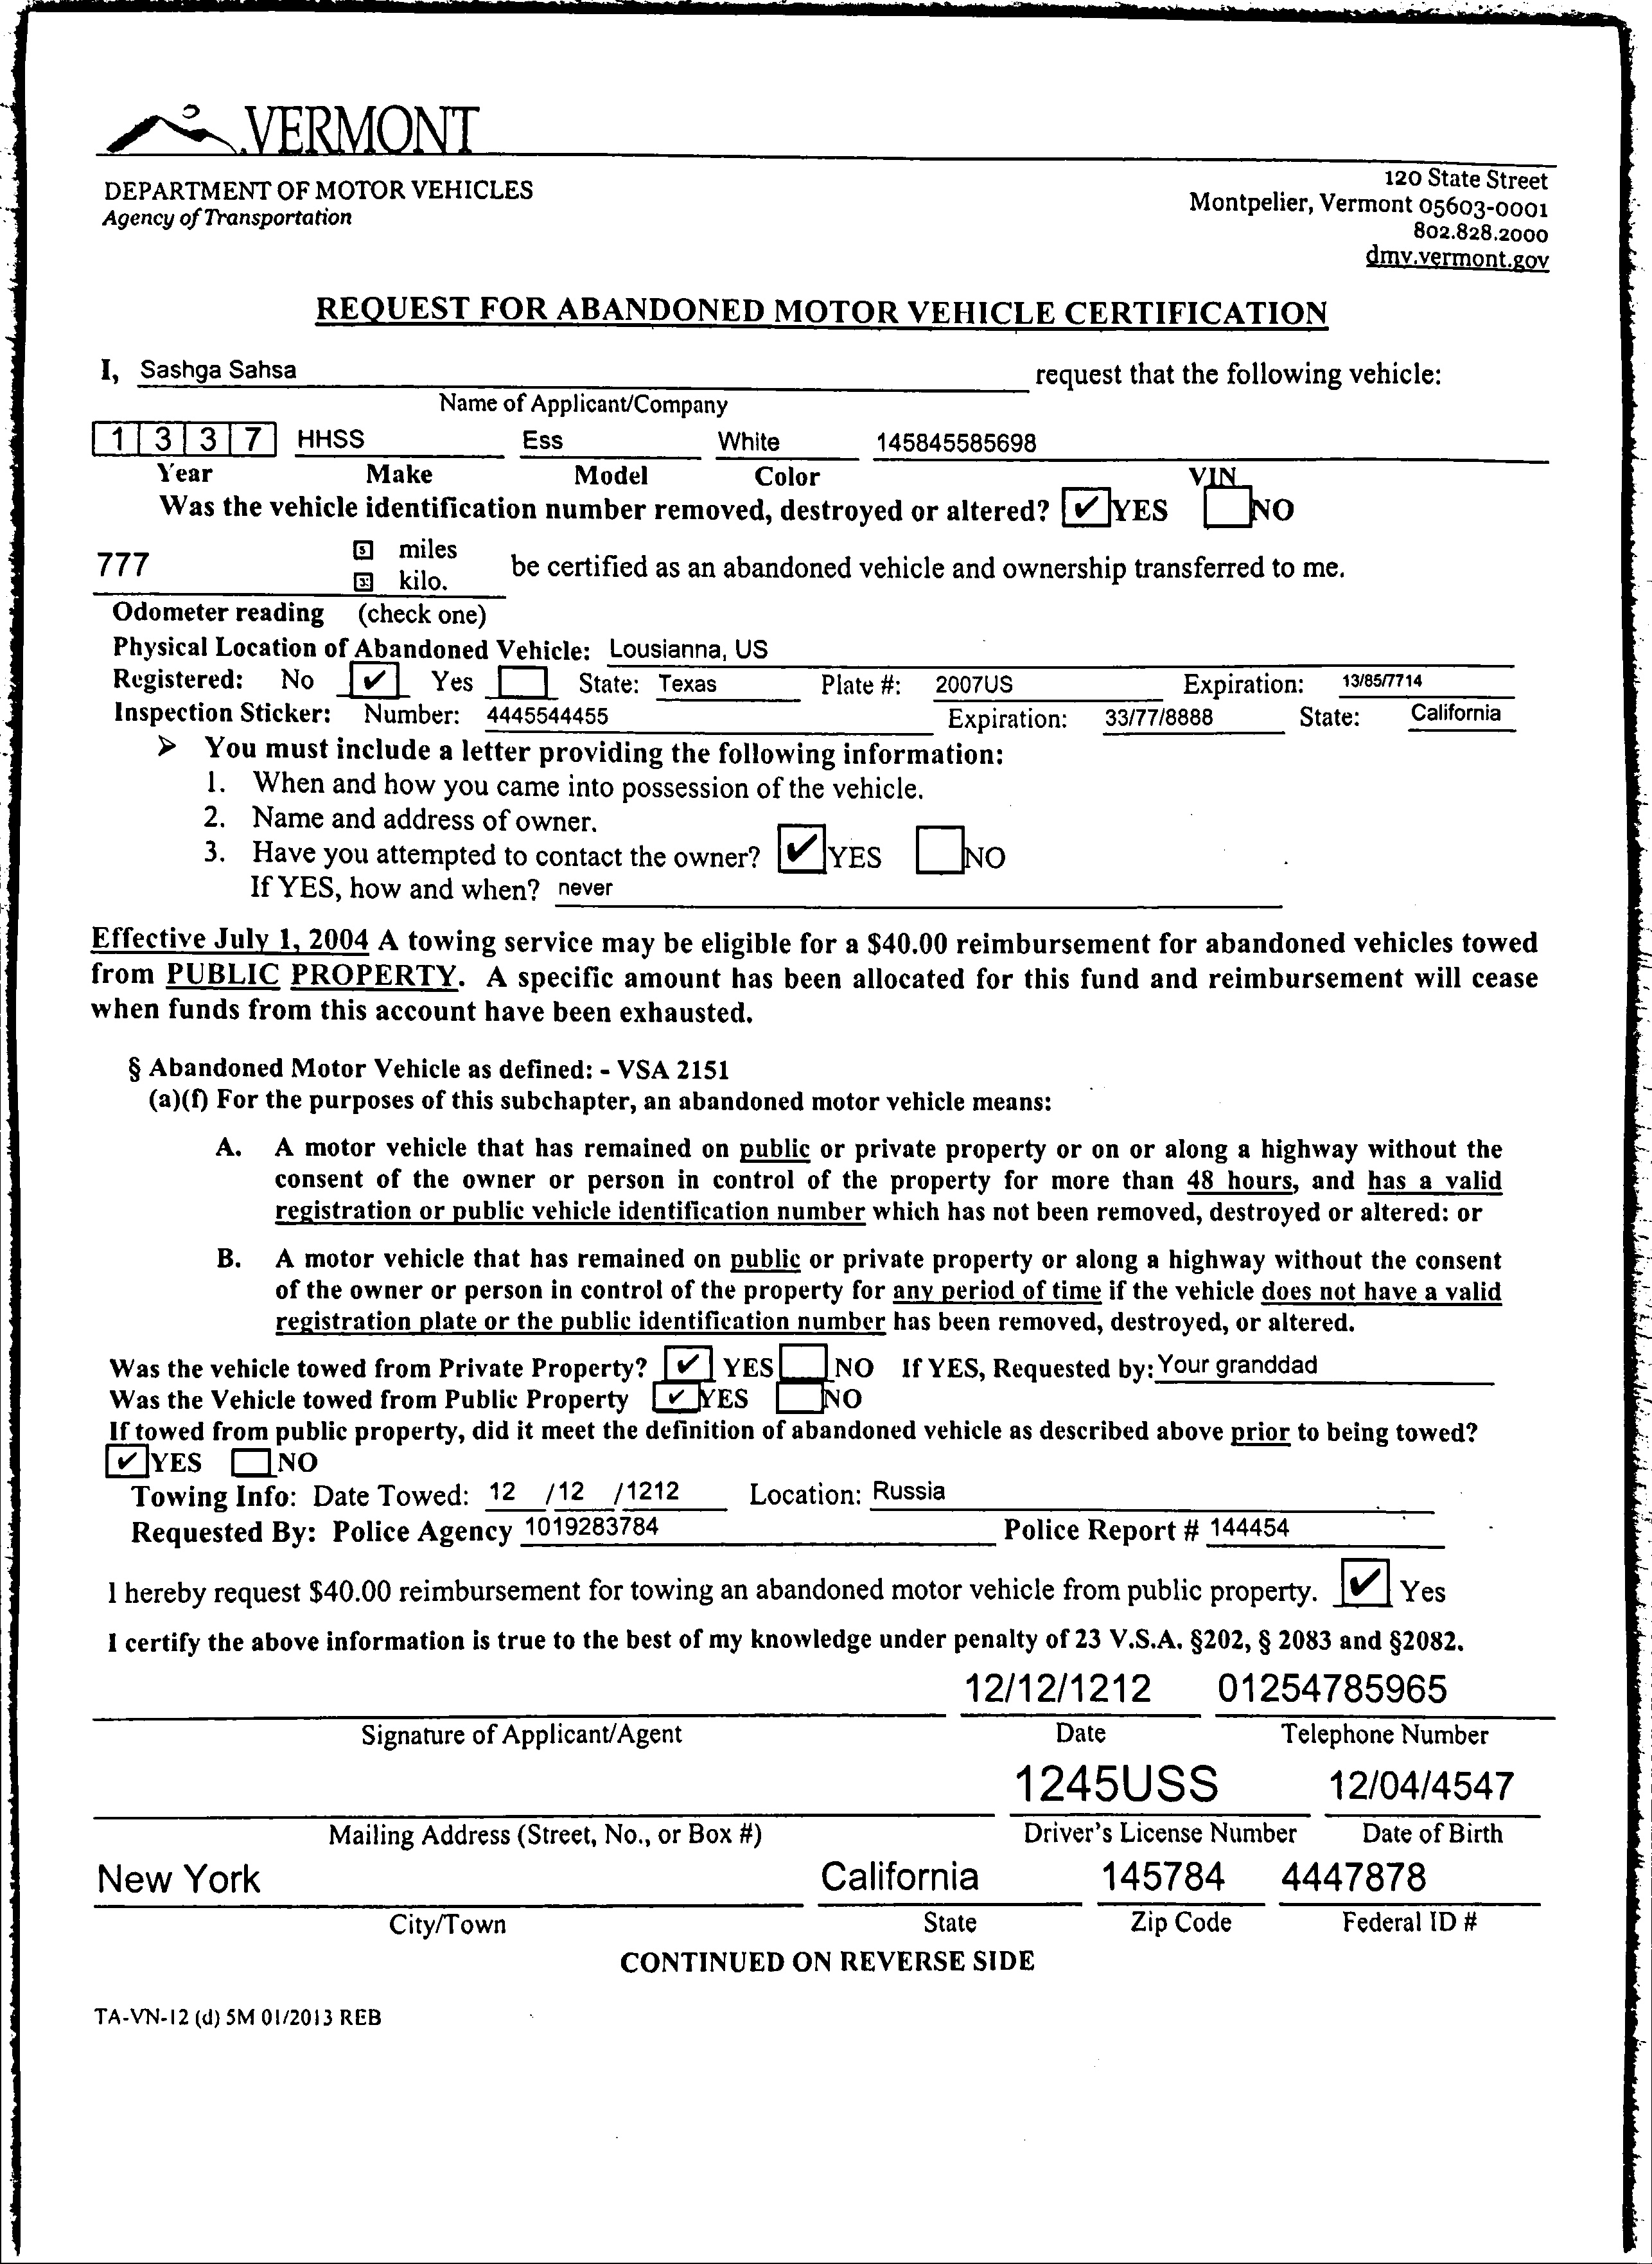 VERMONT
DEPARTMENT OF MOTOR VEHICLES
Agency of Transportation
120 State Street
Montpelier, Vermont 05603-0001
802.828.2000
dmv.vermont.gov
REQUEST FOR ABANDONED MOTOR VEHICLE CERTIFICATION
I, Sashga Sahsa request that the following vehicle:
Name of Applicant/Company
1 3 3 7 HHSS Ess White 145845585698
Year Make Model Color VIN
Was the vehicle identification number removed, destroyed or altered? ✔ YES NO
777 miles
kilo. be certified as an abandoned vehicle and ownership transferred to me.
Odometer reading (check one)
Physical Location of Abandoned Vehicle: Lousianna, US
Registered: No ✔ Yes State: Texas Plate #: 2007US Expiration: 13/85/7714
Inspection Sticker: Number: 4445544455 Expiration: 33/77/8888 State: California
➢ You must include a letter providing the following information:
1. When and how you came into possession of the vehicle.
2. Name and address of owner.
3. Have you attempted to contact the owner? ✔ YES NO
If YES, how and when? never
Effective July 1, 2004 A towing service may be eligible for a $40.00 reimbursement for abandoned vehicles towed
from PUBLIC PROPERTY. A specific amount has been allocated for this fund and reimbursement will cease
when funds from this account have been exhausted.
§ Abandoned Motor Vehicle as defined: - VSA 2151
(a)(f) For the purposes of this subchapter, an abandoned motor vehicle means:
A. A motor vehicle that has remained on public or private property or on or along a highway without the
consent of the owner or person in control of the property for more than 48 hours, and has a valid
registration or public vehicle identification number which has not been removed, destroyed or altered: or
B. A motor vehicle that has remained on public or private property or along a highway without the consent
of the owner or person in control of the property for any period of time if the vehicle does not have a valid
registration plate or the public identification number has been removed, destroyed, or altered.
Was the vehicle towed from Private Property? ✔ YES NO If YES, Requested by: Your granddad
Was the Vehicle towed from Public Property ✔ YES NO
If towed from public property, did it meet the definition of abandoned vehicle as described above prior to being towed?
✔ YES NO
Towing Info: Date Towed: 12 /12 /1212 Location: Russia
Requested By: Police Agency 1019283784 Police Report # 144454
I hereby request $40.00 reimbursement for towing an abandoned motor vehicle from public property. ✔ Yes
I certify the above information is true to the best of my knowledge under penalty of 23 V.S.A. §202, § 2083 and §2082.
12/12/1212 01254785965
Signature of Applicant/Agent Date Telephone Number
1245USS 12/04/4547
Mailing Address (Street, No., or Box #) Driver's License Number Date of Birth
New York California 145784 4447878
City/Town State Zip Code Federal ID #
CONTINUED ON REVERSE SIDE
TA-VN-12 (d) 5M 01/2013 REB